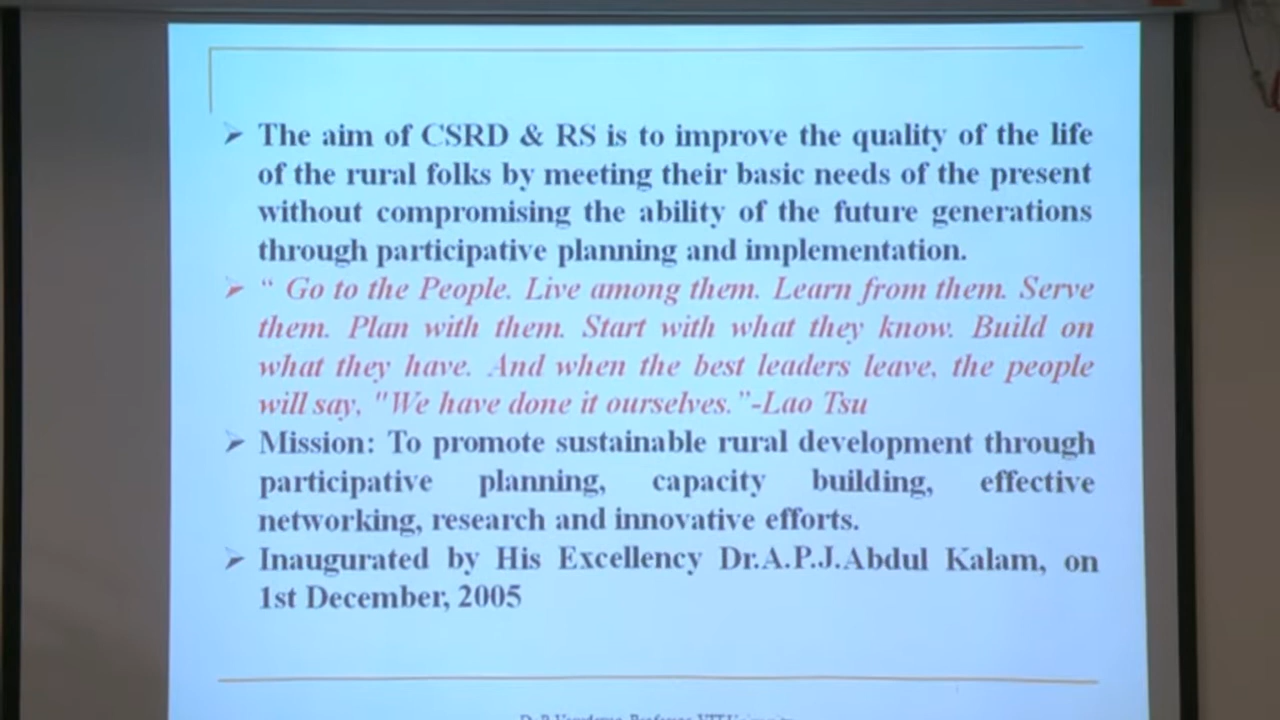 The aim of CSRD & RS is to improve the quality of the life
of the rural folks by meeting their basic needs of the present
without compromising the ability of the future generations
through participative planning and implementation.
“ Go to the People. Live among them. Learn from them. Serve
them. Plan with them. Start with what they know. Build on
what they have. And when the best leaders leave, the people
will say, "We have done it ourselves.”-Lao Tsu
Mission: To promote sustainable rural development through
participative planning, capacity building, effective
networking, research and innovative efforts.
Inaugurated by His Excellency Dr.A.P.J.Abdul Kalam, on
1st December, 2005